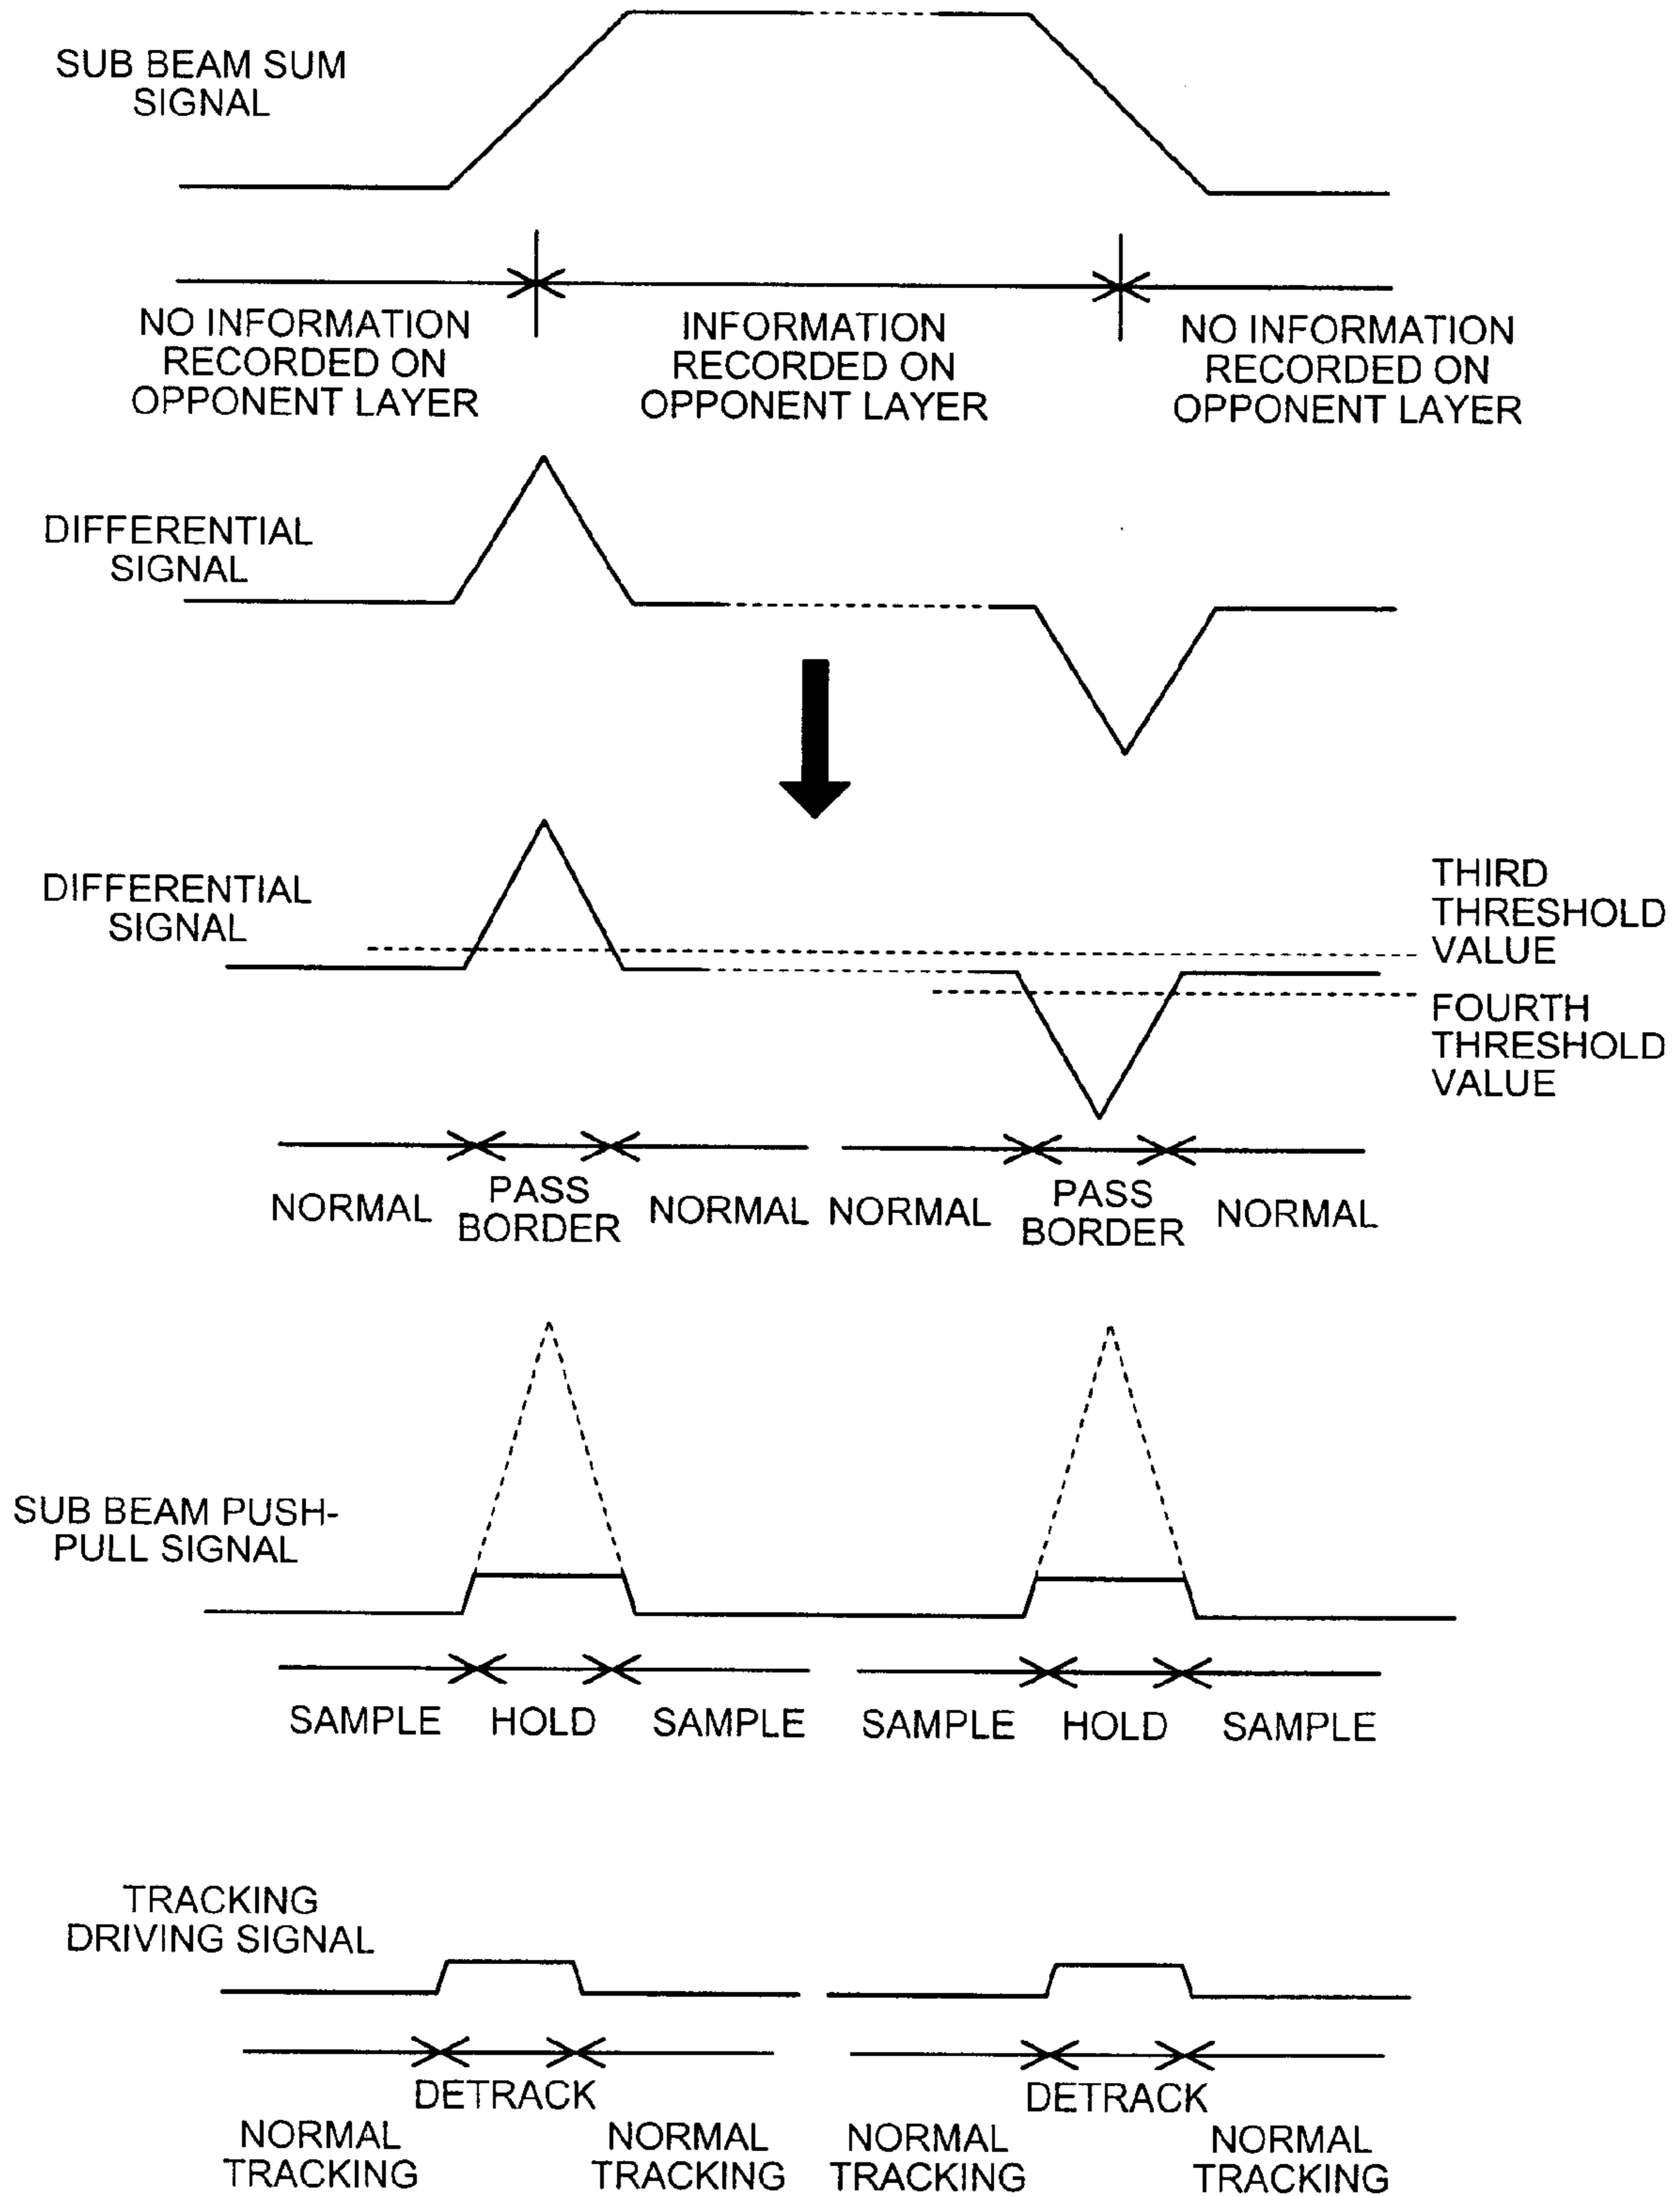 SUB BEAM SUM
SIGNAL
NO INFORMATION
RECORDED ON
OPPONENT LAYER
INFORMATION
RECORDED ON
OPPONENT LAYER
NO INFORMATION
RECORDED ON
OPPONENT LAYER
DIFFERENTIAL
SIGNAL
DIFFERENTIAL
SIGNAL
THIRD
THRESHOLD
VALUE
FOURTH
THRESHOLD
VALUE
NORMAL
PASS
BORDER
NORMAL
NORMAL
PASS
BORDER
NORMAL
SUB BEAM PUSH-
PULL SIGNAL
SAMPLE
HOLD
SAMPLE
SAMPLE
HOLD
SAMPLE
TRACKING
DRIVING SIGNAL
DETRACK
DETRACK
NORMAL
TRACKING
NORMAL
TRACKING
NORMAL
TRACKING
NORMAL
TRACKING